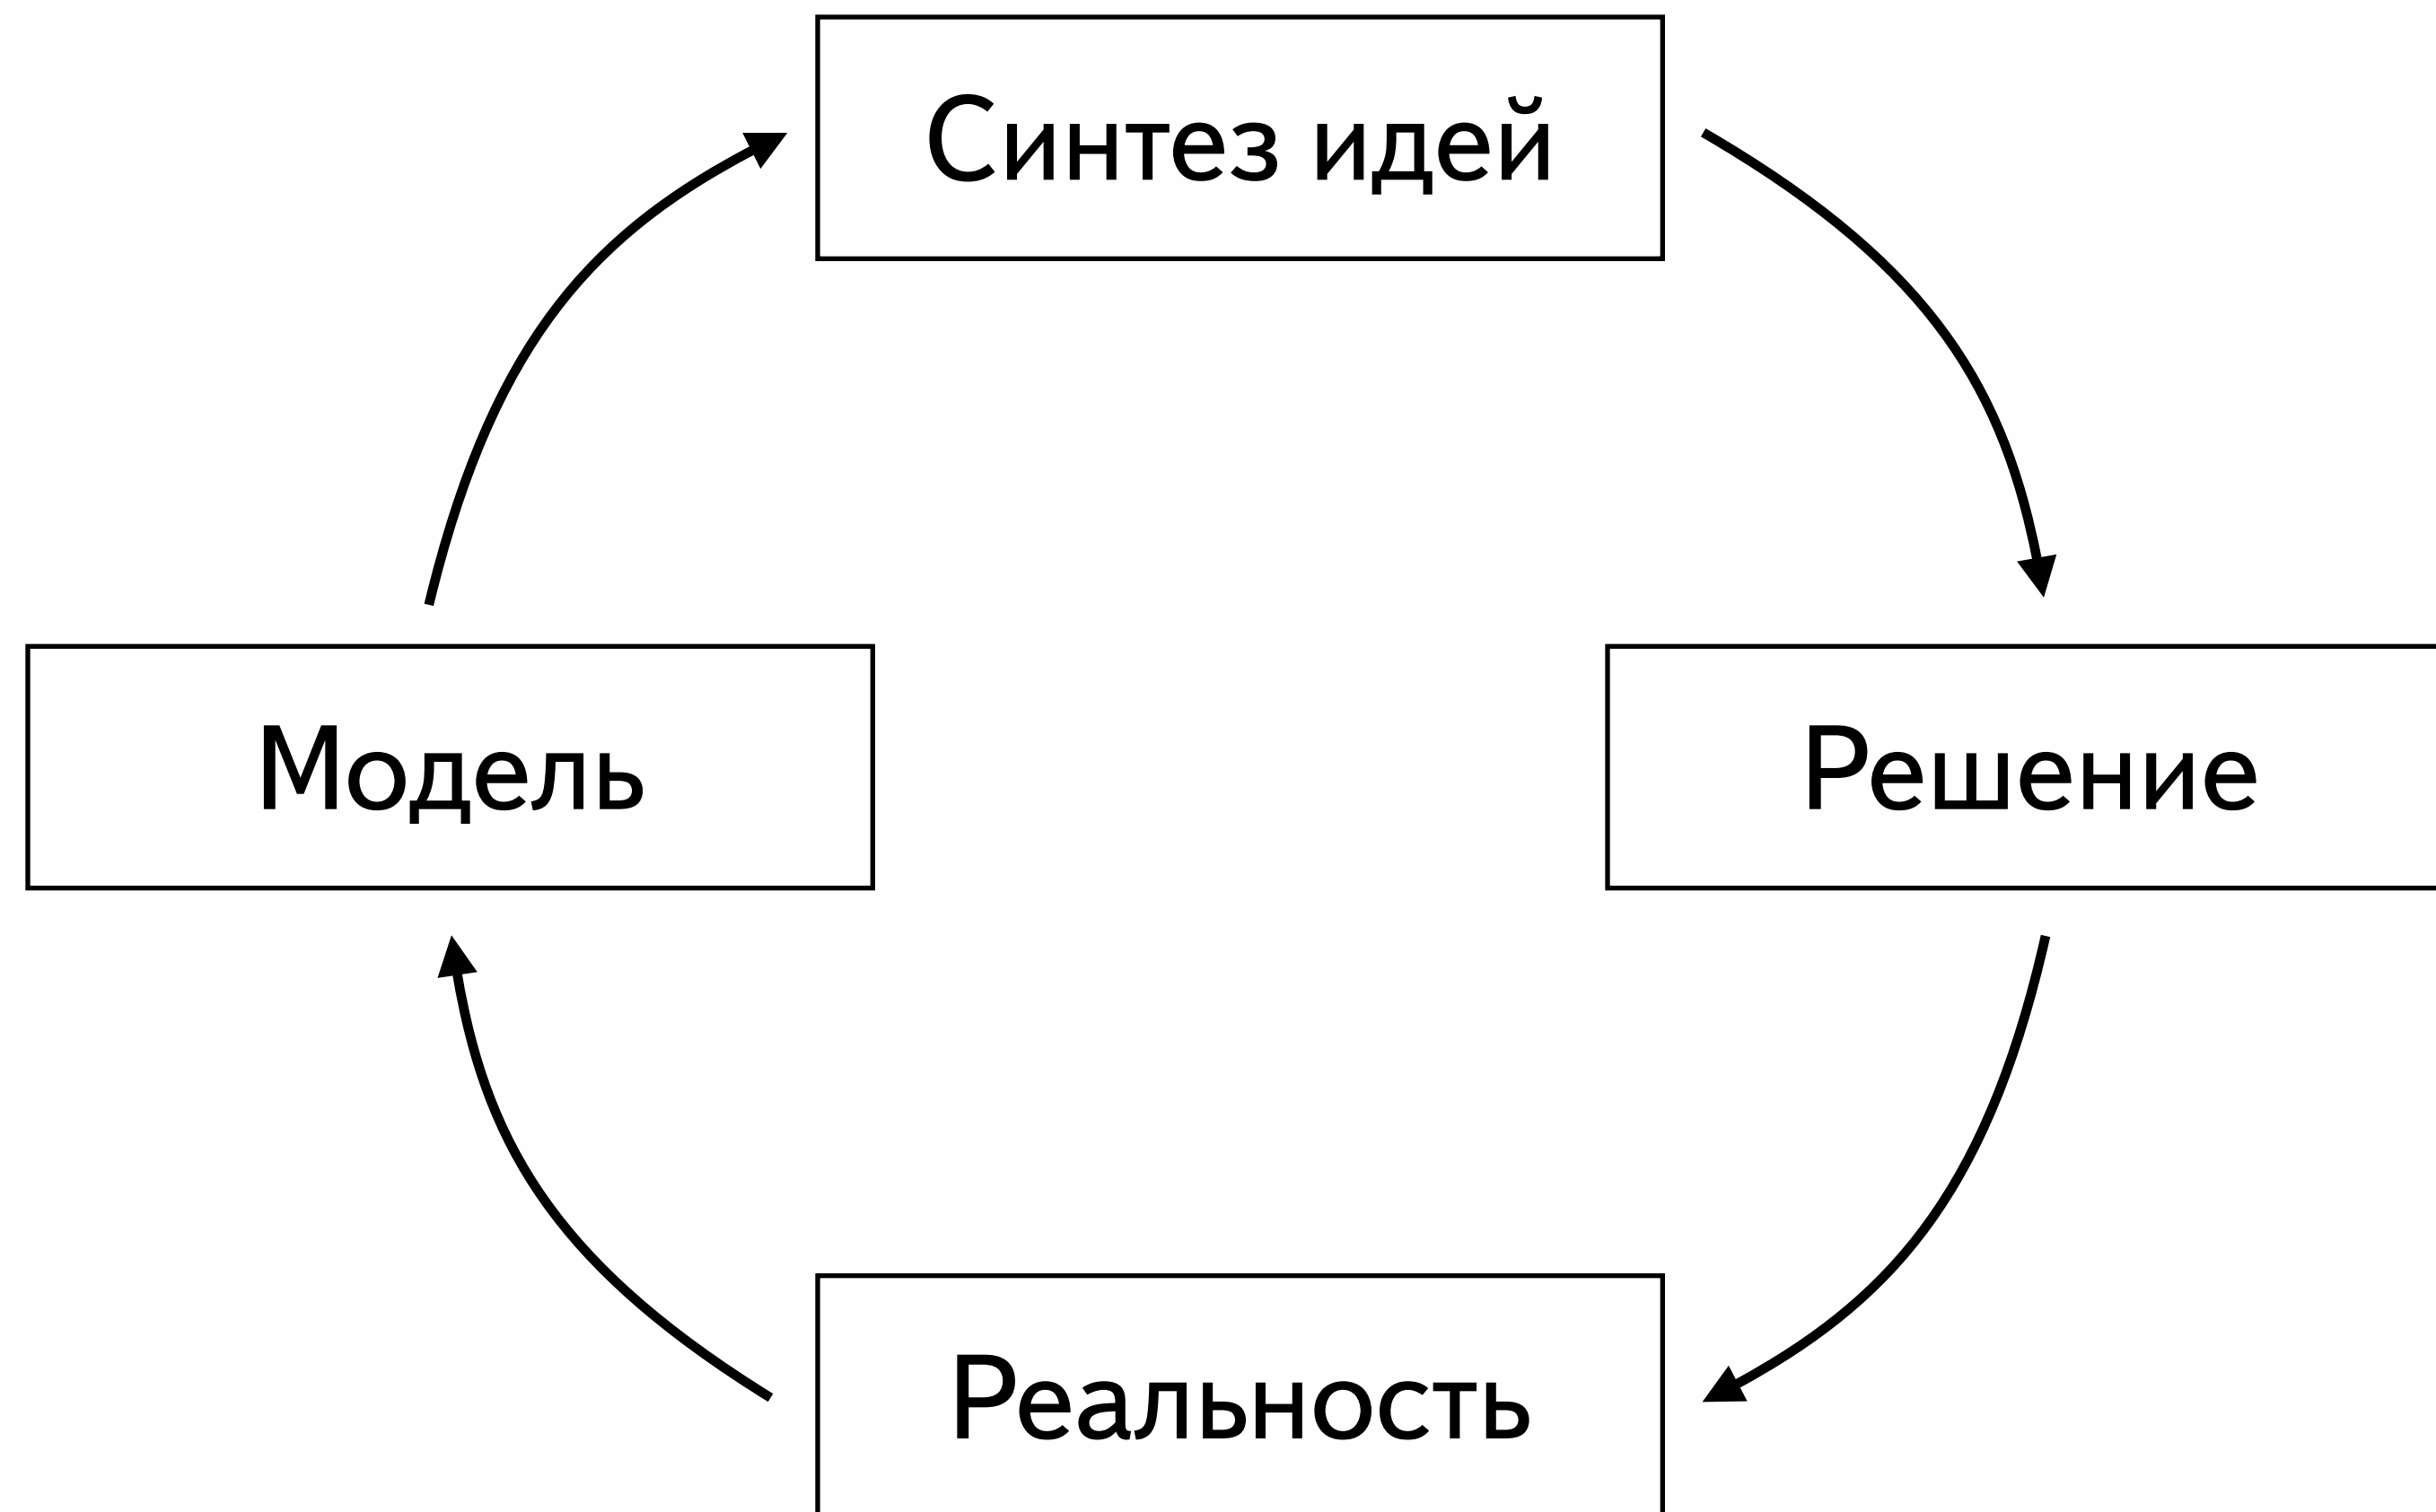 Синтез идей
Модель
Решение
Реальность